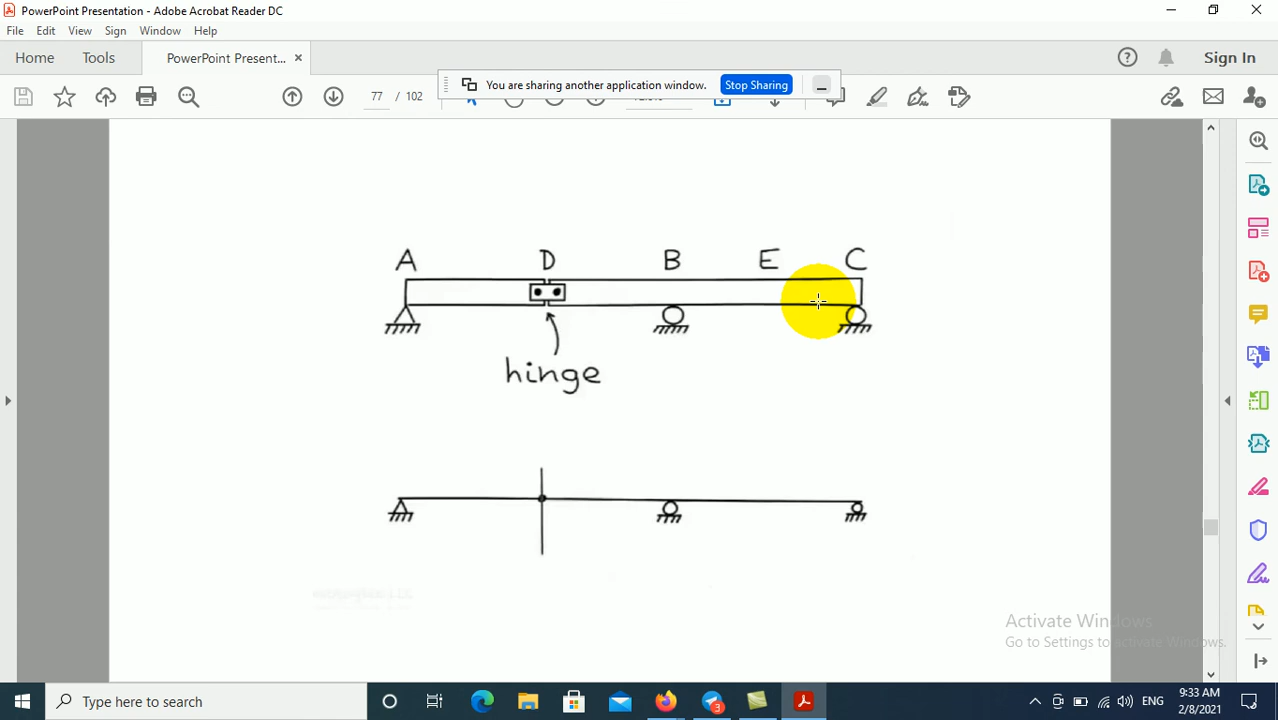 PowerPoint Presentation - Adobe Acrobat Reader DC
File Edit View Sign Window Help
Home Tools PowerPoint Present... ×
Sign In
You are sharing another application window. Stop Sharing
77 / 102
A D B E C
hinge
Activate Windows
Go to Settings to activate Windows.
Type here to search
3
ENG
9:33 AM
2/8/2021